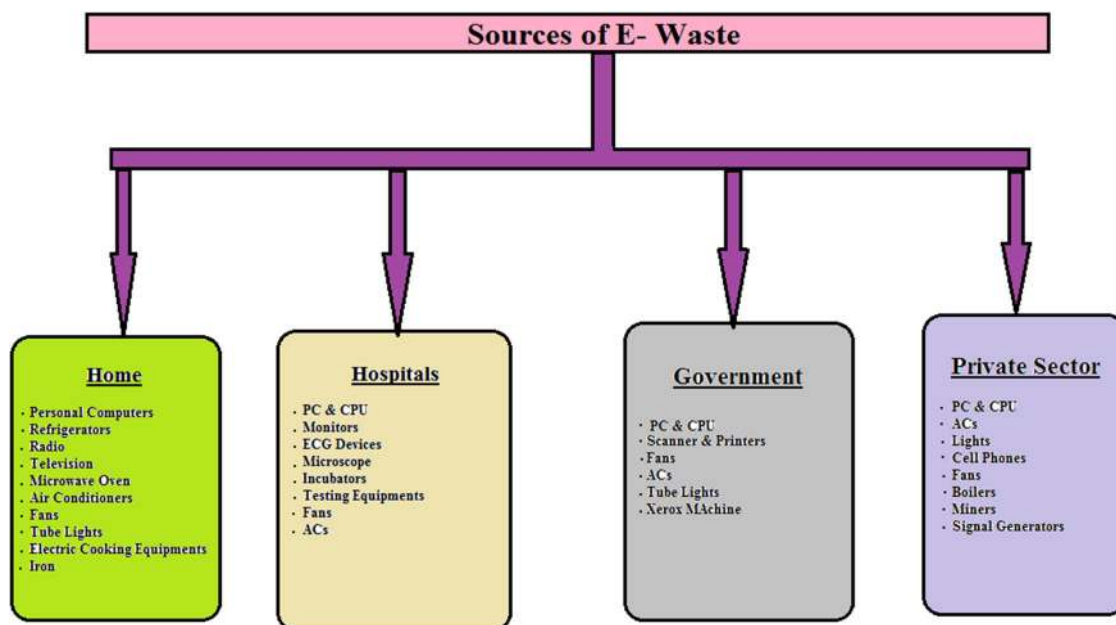 Sources of E- Waste
Home
. Personal Computers
. Refrigerators
. Radio
. Television
. Microwave Oven
. Air Conditioners
. Fans
. Tube Lights
. Electric Cooking Equipments
. Iron
Hospitals
. PC & CPU
. Monitors
. ECG Devices
. Microscope
. Incubators
. Testing Equipments
. Fans
. ACs
Government
. PC & CPU
. Scanner & Printers
. Fans
. ACs
. Tube Lights
. Xerox MAchine
Private Sector
. PC & CPU
. ACs
. Lights
. Cell Phones
. Fans
. Boilers
. Miners
. Signal Generators